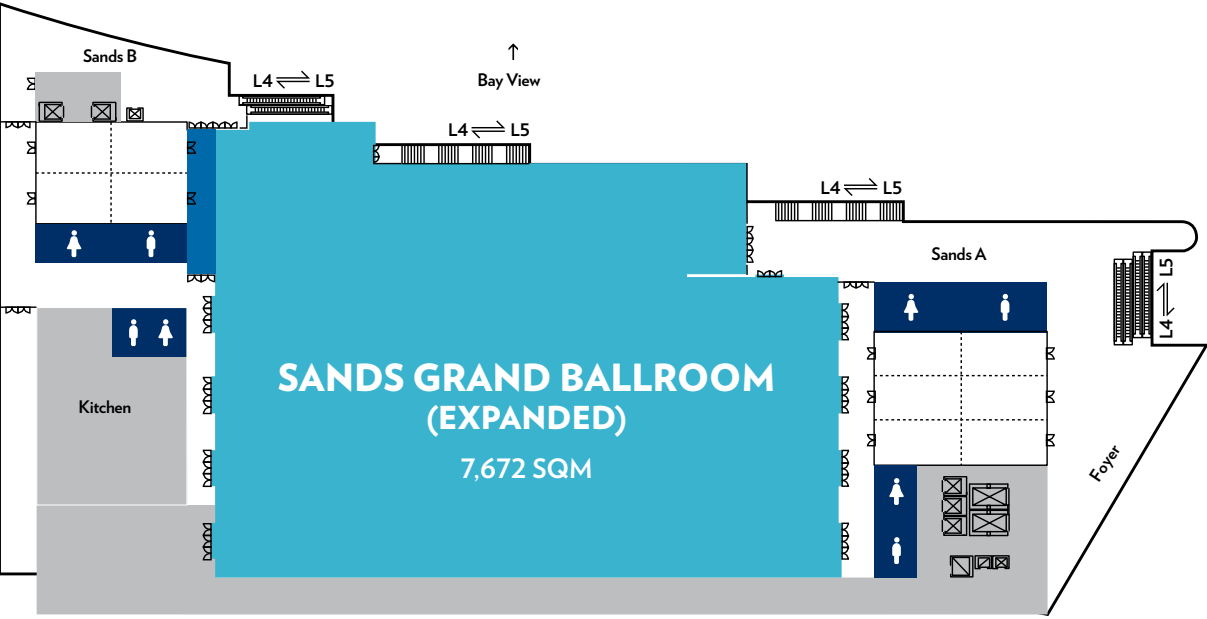 Sands B
L4 L5
↑
Bay View
L4 L5
L4 L5
Sands A
L4 L5
SANDS GRAND BALLROOM
(EXPANDED)
7,672 SQM
Kitchen
Foyer